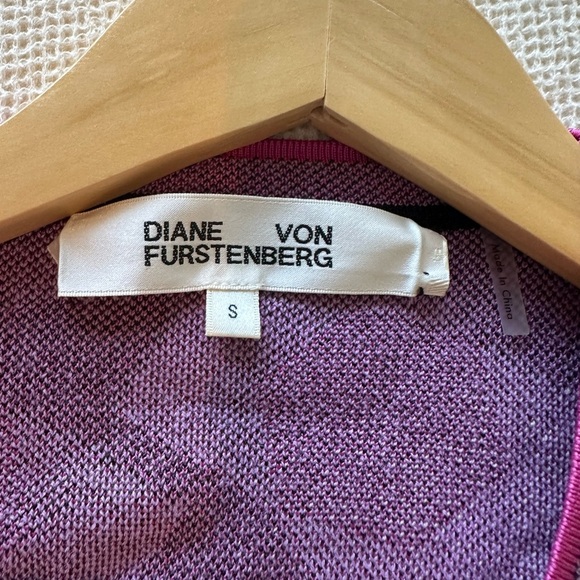 DIANE VON
FURSTENBERG
S
Made In China